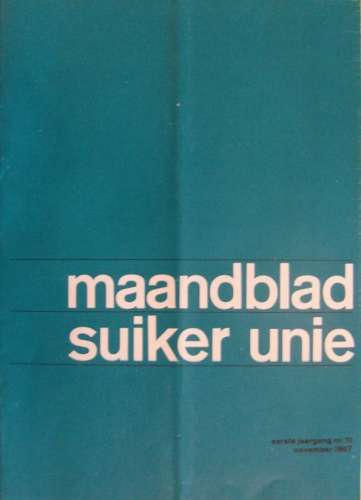 maandblad
suiker unie
eerste jaargang nr. 11
november 1967